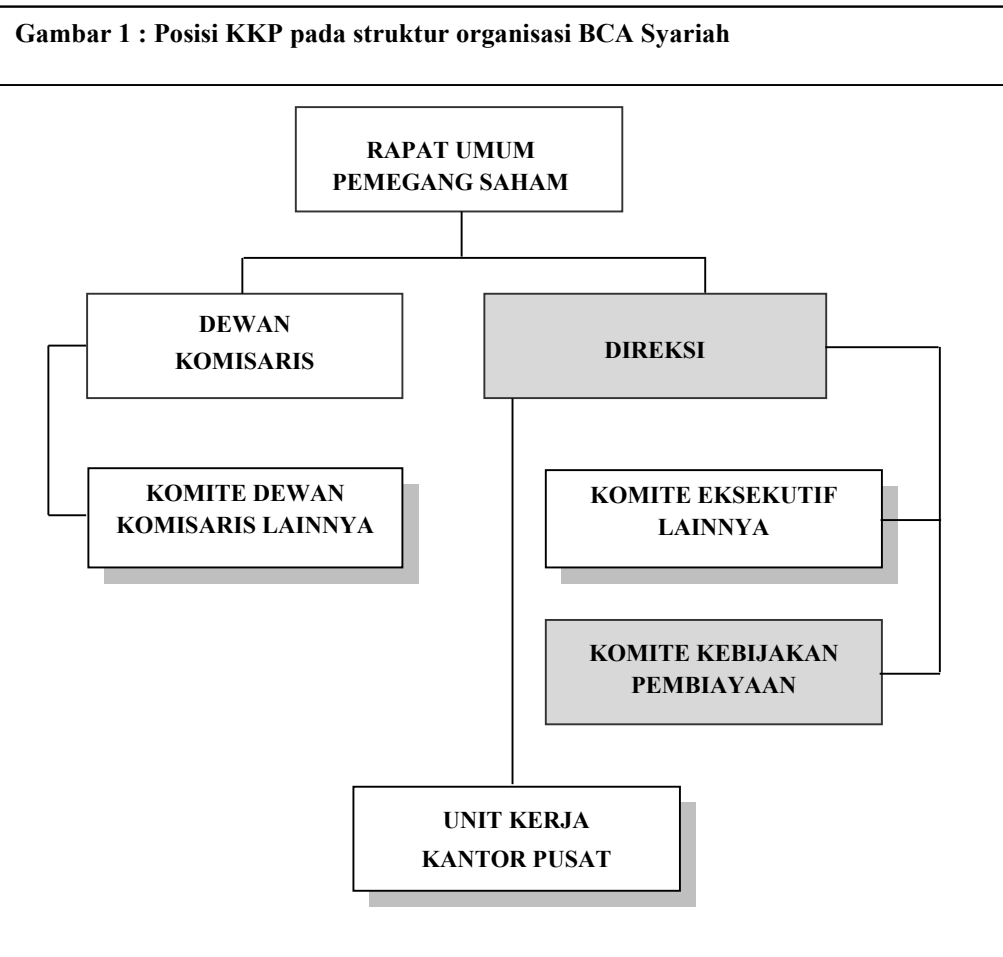 Gambar 1 : Posisi KKP pada struktur organisasi BCA Syariah
RAPAT UMUM
PEMEGANG SAHAM
DEWAN
KOMISARIS
DIREKSI
KOMITE DEWAN
KOMISARIS LAINNYA
KOMITE EKSEKUTIF
LAINNYA
KOMITE KEBIJAKAN
PEMBIAYAAN
UNIT KERJA
KANTOR PUSAT